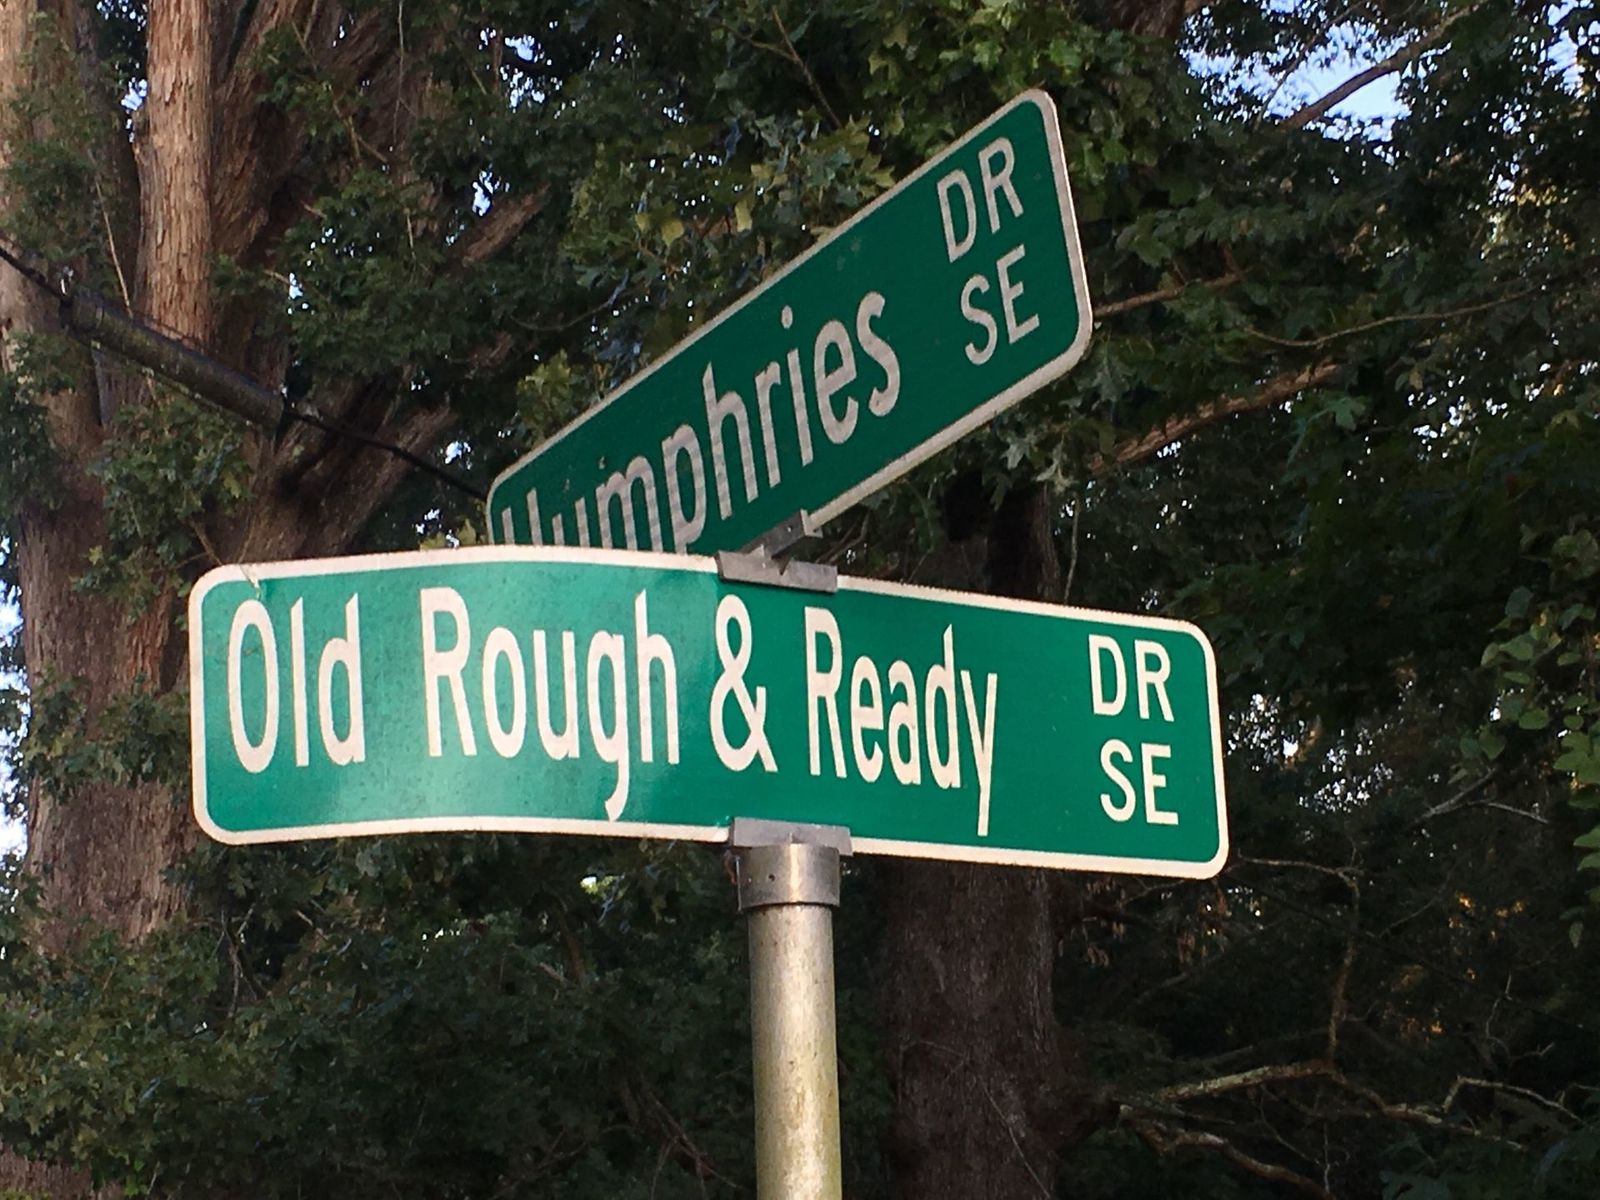 Humphries DR
SE
Old Rough & Ready DR
SE